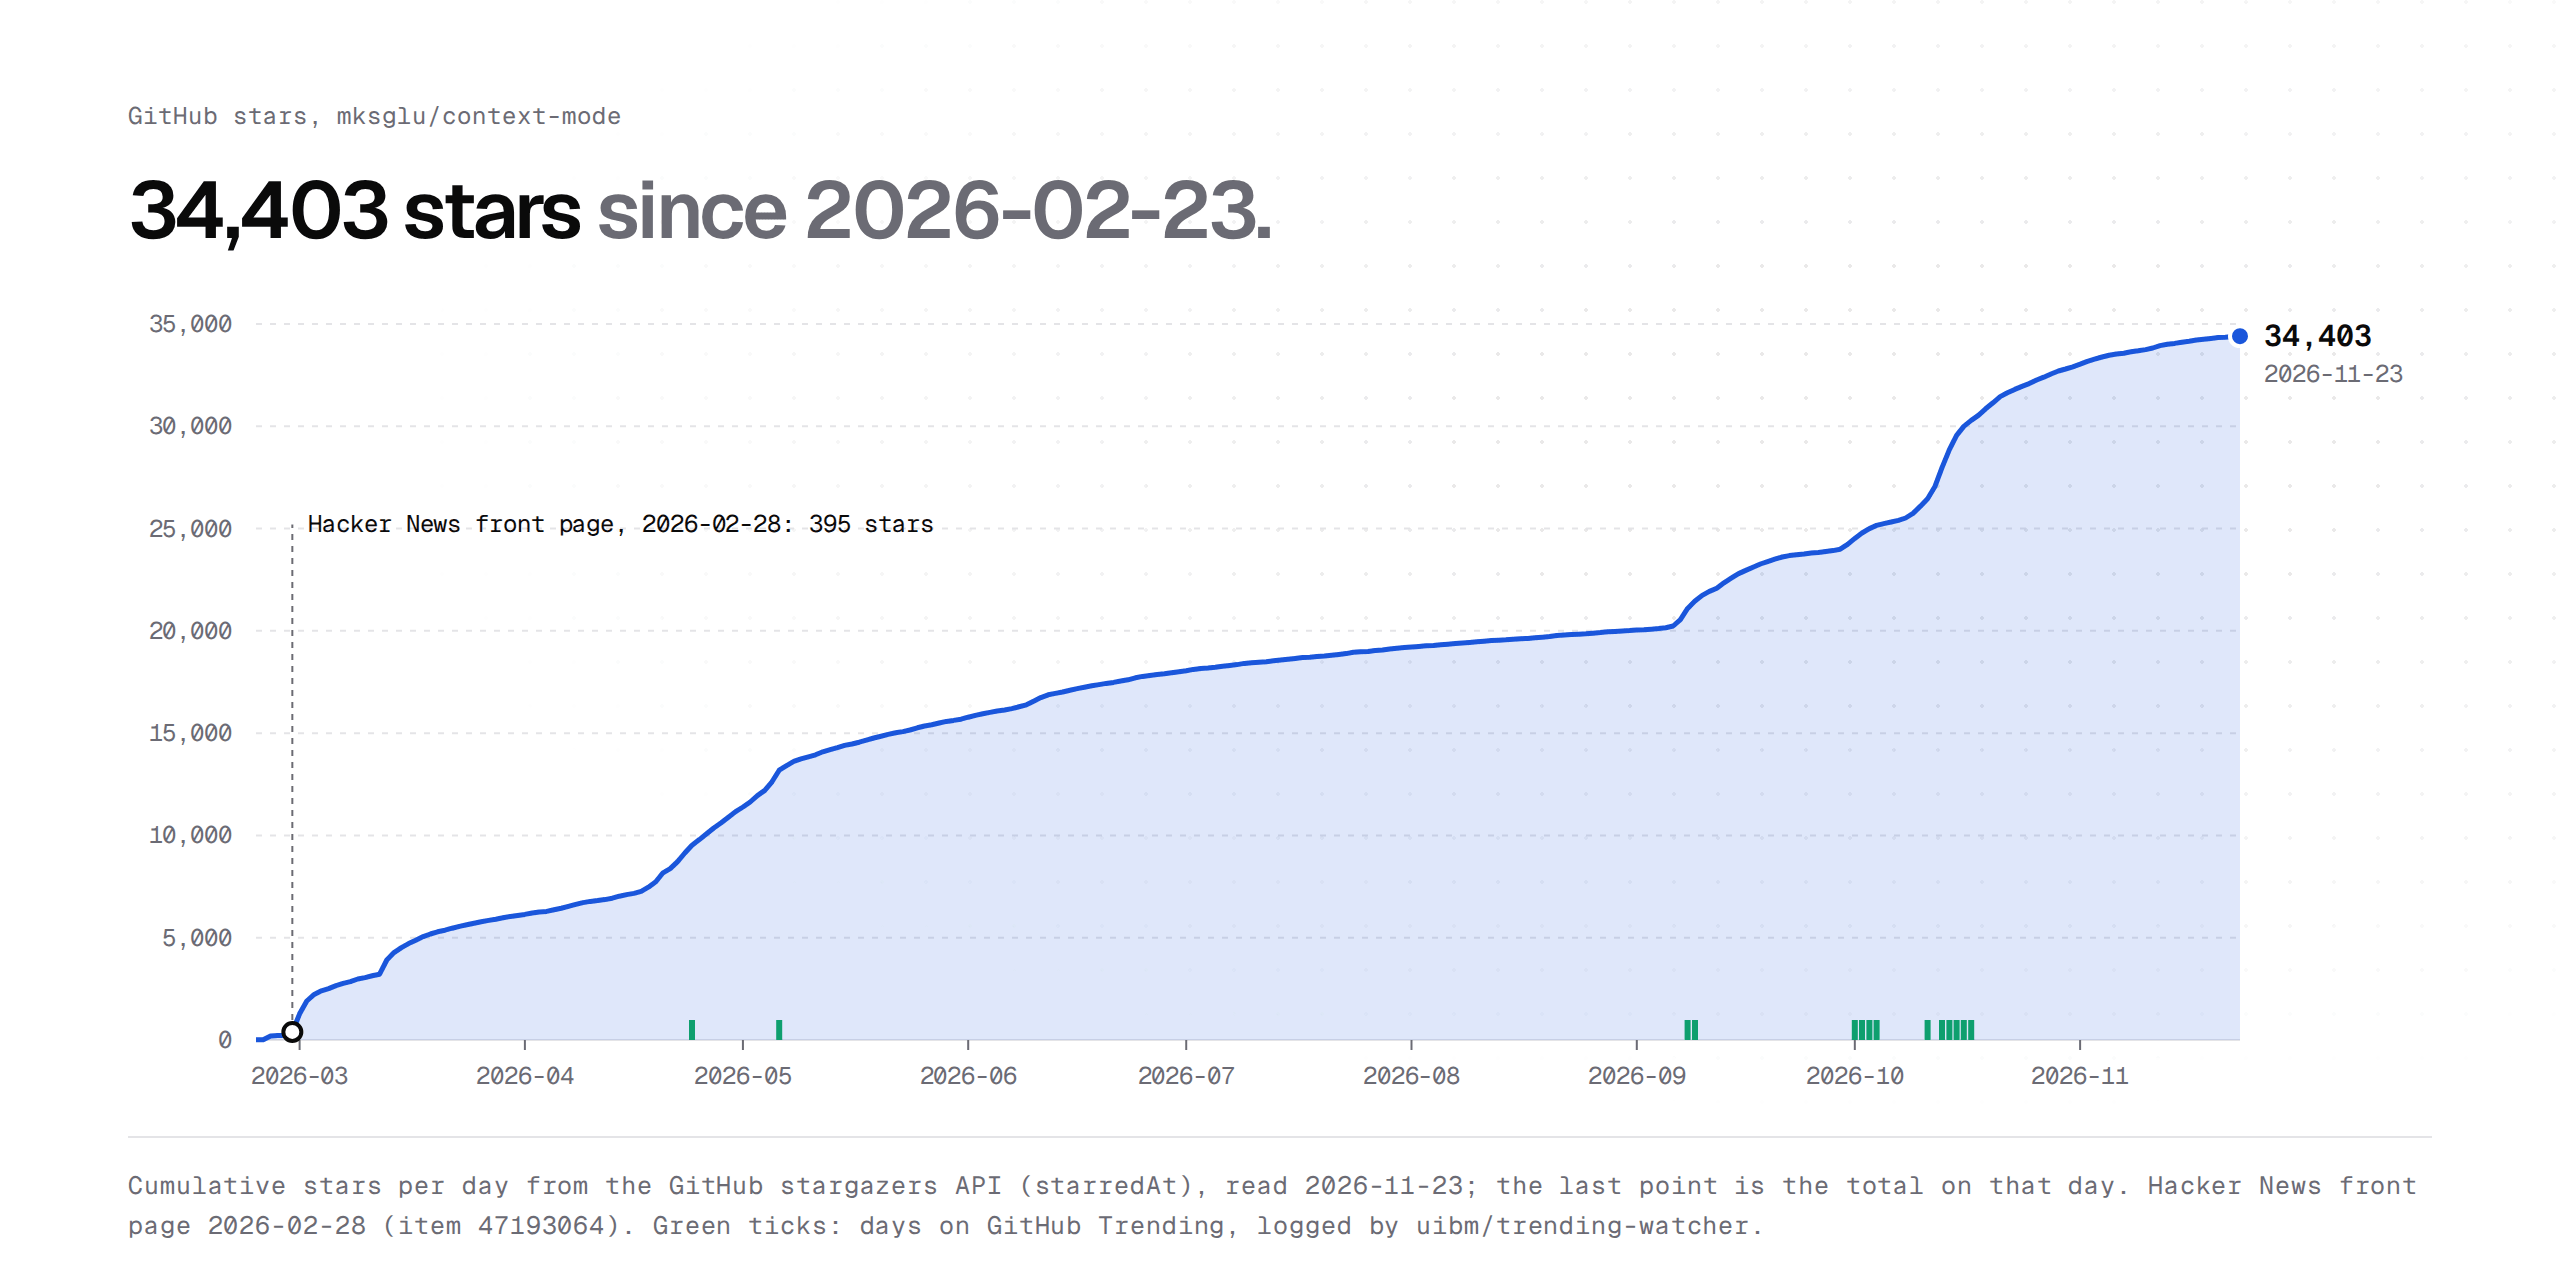 GitHub stars, mksglu/context-mode
34,403 stars since 2026-02-23.
35,000
34,403
2026-11-23
30,000
Hacker News front page, 2026-02-28: 395 stars
25,000
20,000
15,000
10,000
5,000
0
2026-03 2026-04 2026-05 2026-06 2026-07 2026-08 2026-09 2026-10 2026-11
Cumulative stars per day from the GitHub stargazers API (starredAt), read 2026-11-23; the last point is the total on that day. Hacker News front
page 2026-02-28 (item 47193064). Green ticks: days on GitHub Trending, logged by uibm/trending-watcher.